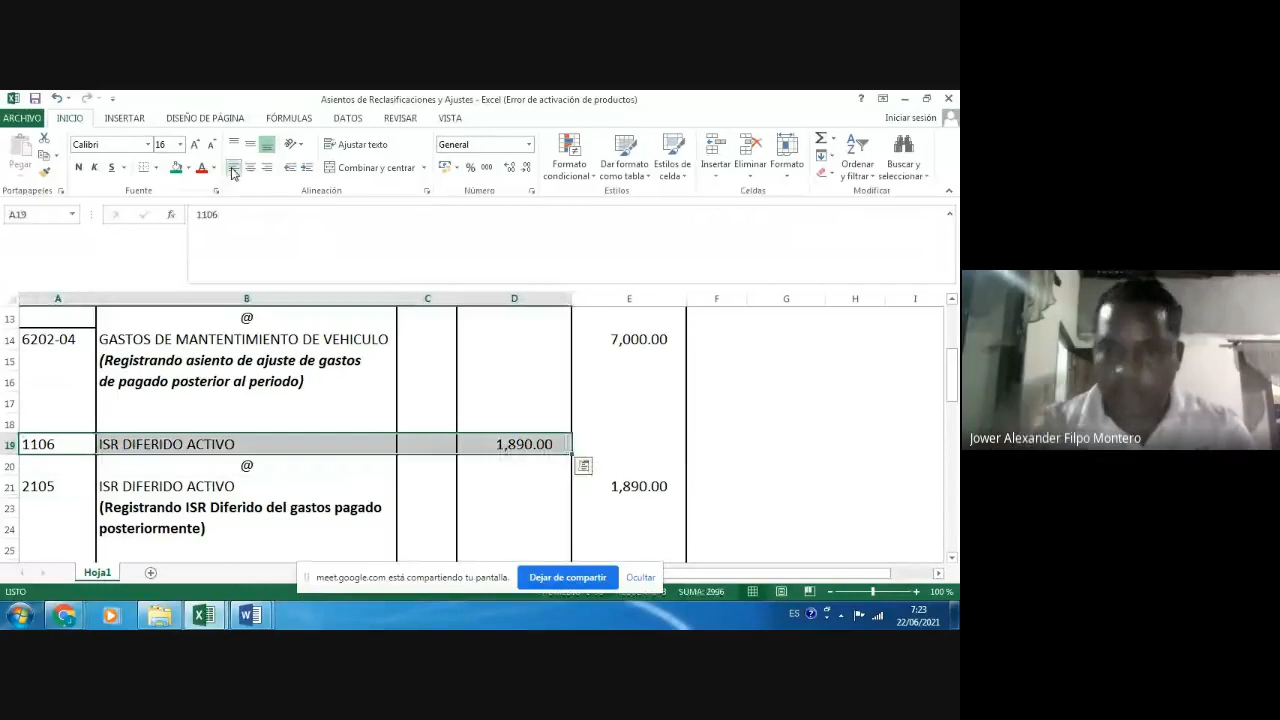 Asientos de Reclasificaciones y Ajustes - Excel (Error de activación de productos)
ARCHIVO INICIO INSERTAR DISEÑO DE PÁGINA FÓRMULAS DATOS REVISAR VISTA Iniciar sesión
Pegar
Calibri 16
N K S
Ajustar texto
Combinar y centrar
General
% 000
Formato condicional
Dar formato como tabla
Estilos de celda
Insertar Eliminar Formato
Ordenar y filtrar
Buscar y seleccionar
Portapapeles Fuente Alineación Número Estilos Celdas Modificar
A19 fx 1106
A B C D E F G H I
13 @
14 6202-04 GASTOS DE MANTENTIMIENTO DE VEHICULO 7,000.00
15 (Registrando asiento de ajuste de gastos
16 de pagado posterior al periodo)
17
18
19 1106 ISR DIFERIDO ACTIVO 1,890.00
20 @
21 2105 ISR DIFERIDO ACTIVO 1,890.00
23 (Registrando ISR Diferido del gastos pagado
24 posteriormente)
25
Hoja1
meet.google.com está compartiendo tu pantalla. Dejar de compartir Ocultar
LISTO SUMA: 2996 100 %
ES 7:23
22/06/2021
Jower Alexander Filpo Montero